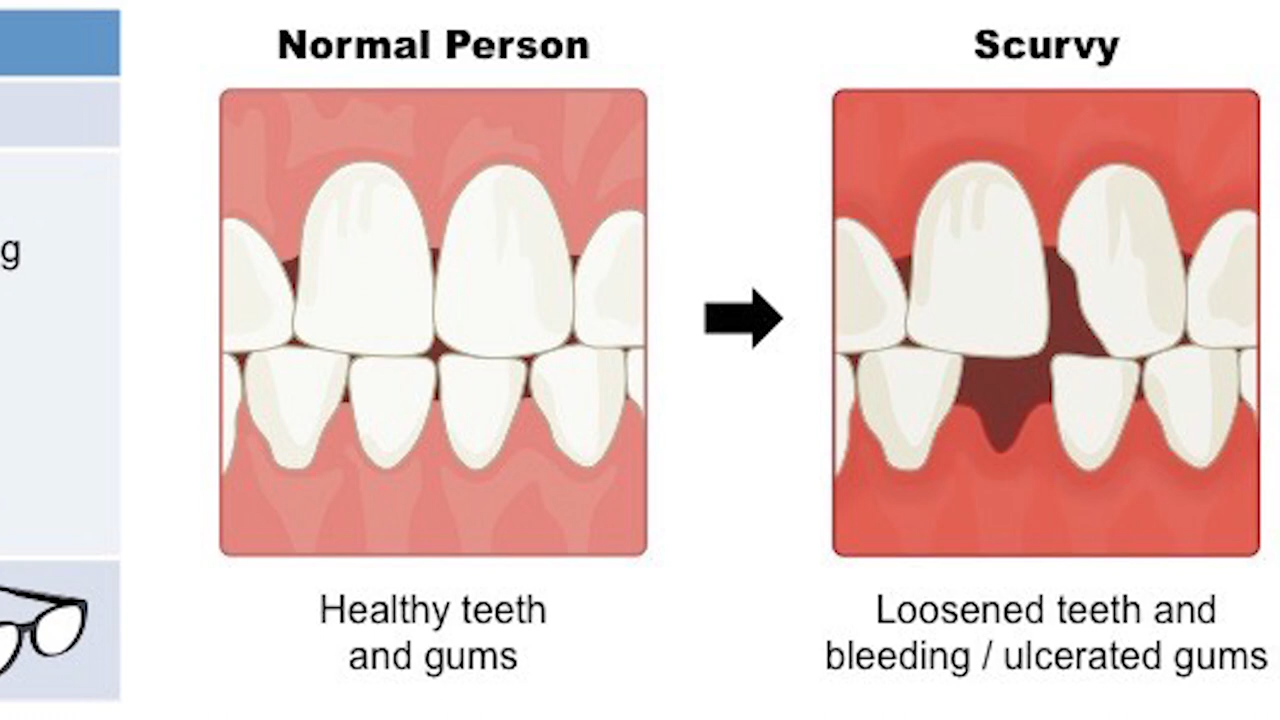 g
Normal Person
Scurvy
Healthy teeth
and gums
Loosened teeth and
bleeding / ulcerated gums